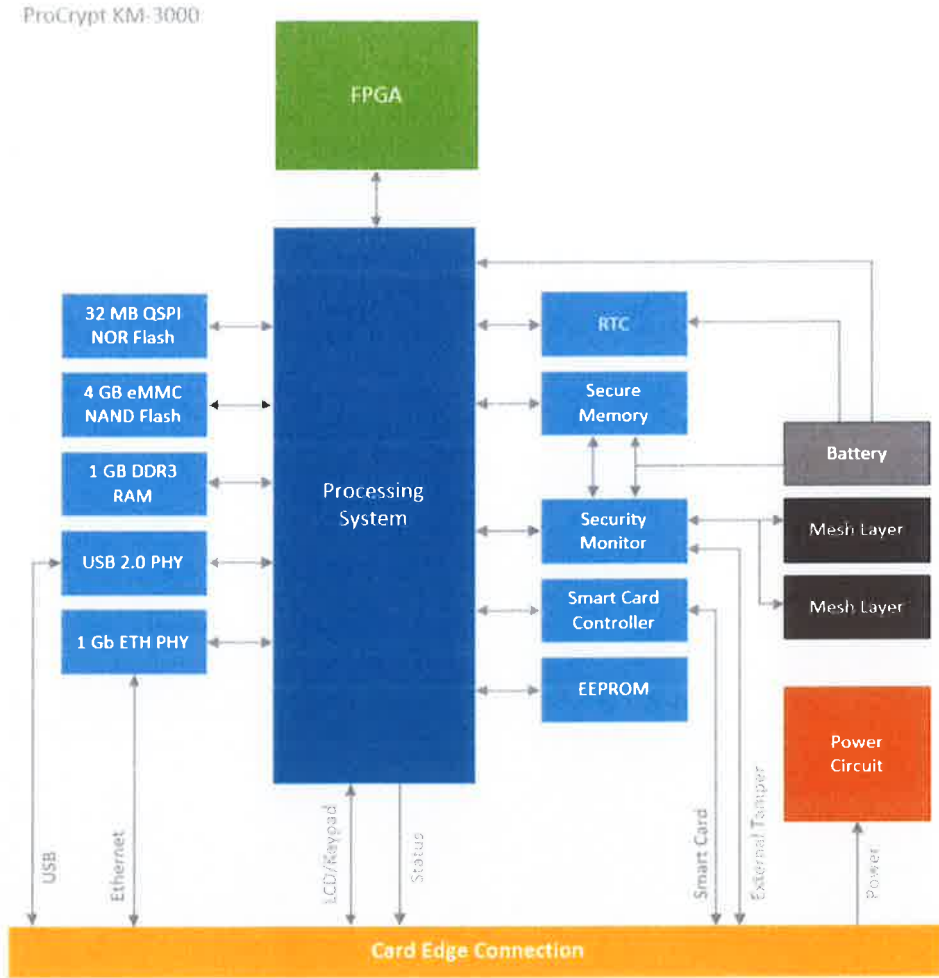 ProCrypt KM-3000
FPGA
32 MB QSPI
NOR Flash
RTC
4 GB eMMC
NAND Flash
Secure
Memory
Battery
1 GB DDR3
RAM
Processing
System
Security
Monitor
Mesh Layer
USB 2.0 PHY
Smart Card
Controller
Mesh Layer
1 Gb ETH PHY
EEPROM
Power
Circuit
USB
Ethernet
LCD/Keypad
Status
Smart Card
External Tamper
Power
Card Edge Connection